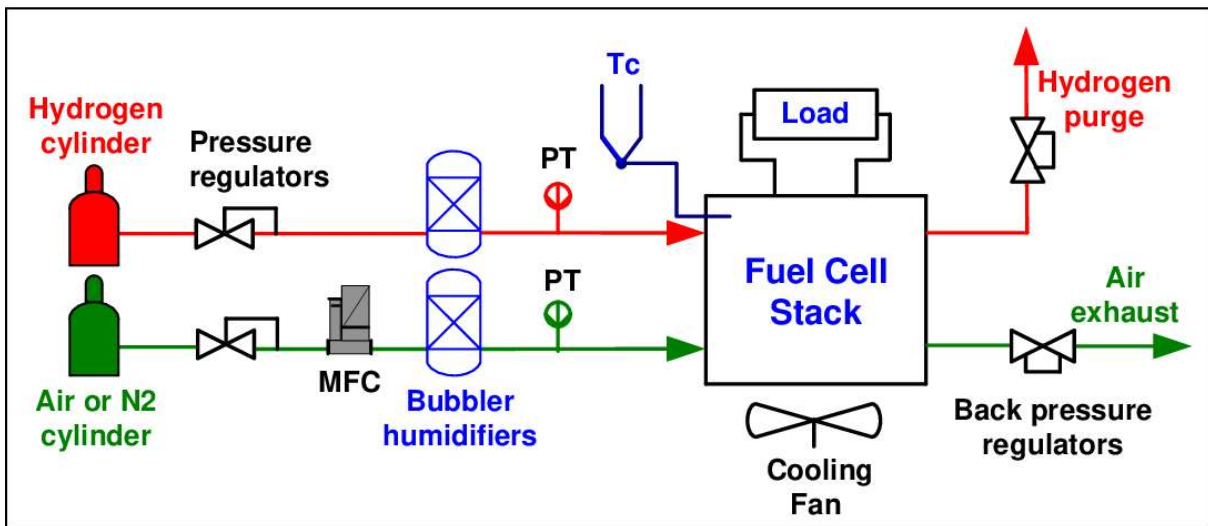 Hydrogen
cylinder
Pressure
regulators
PT
Tc
Load
Hydrogen
purge
Fuel Cell
Stack
PT
MFC
Air
exhaust
Air or N2
cylinder
Bubbler
humidifiers
Cooling
Fan
Back pressure
regulators